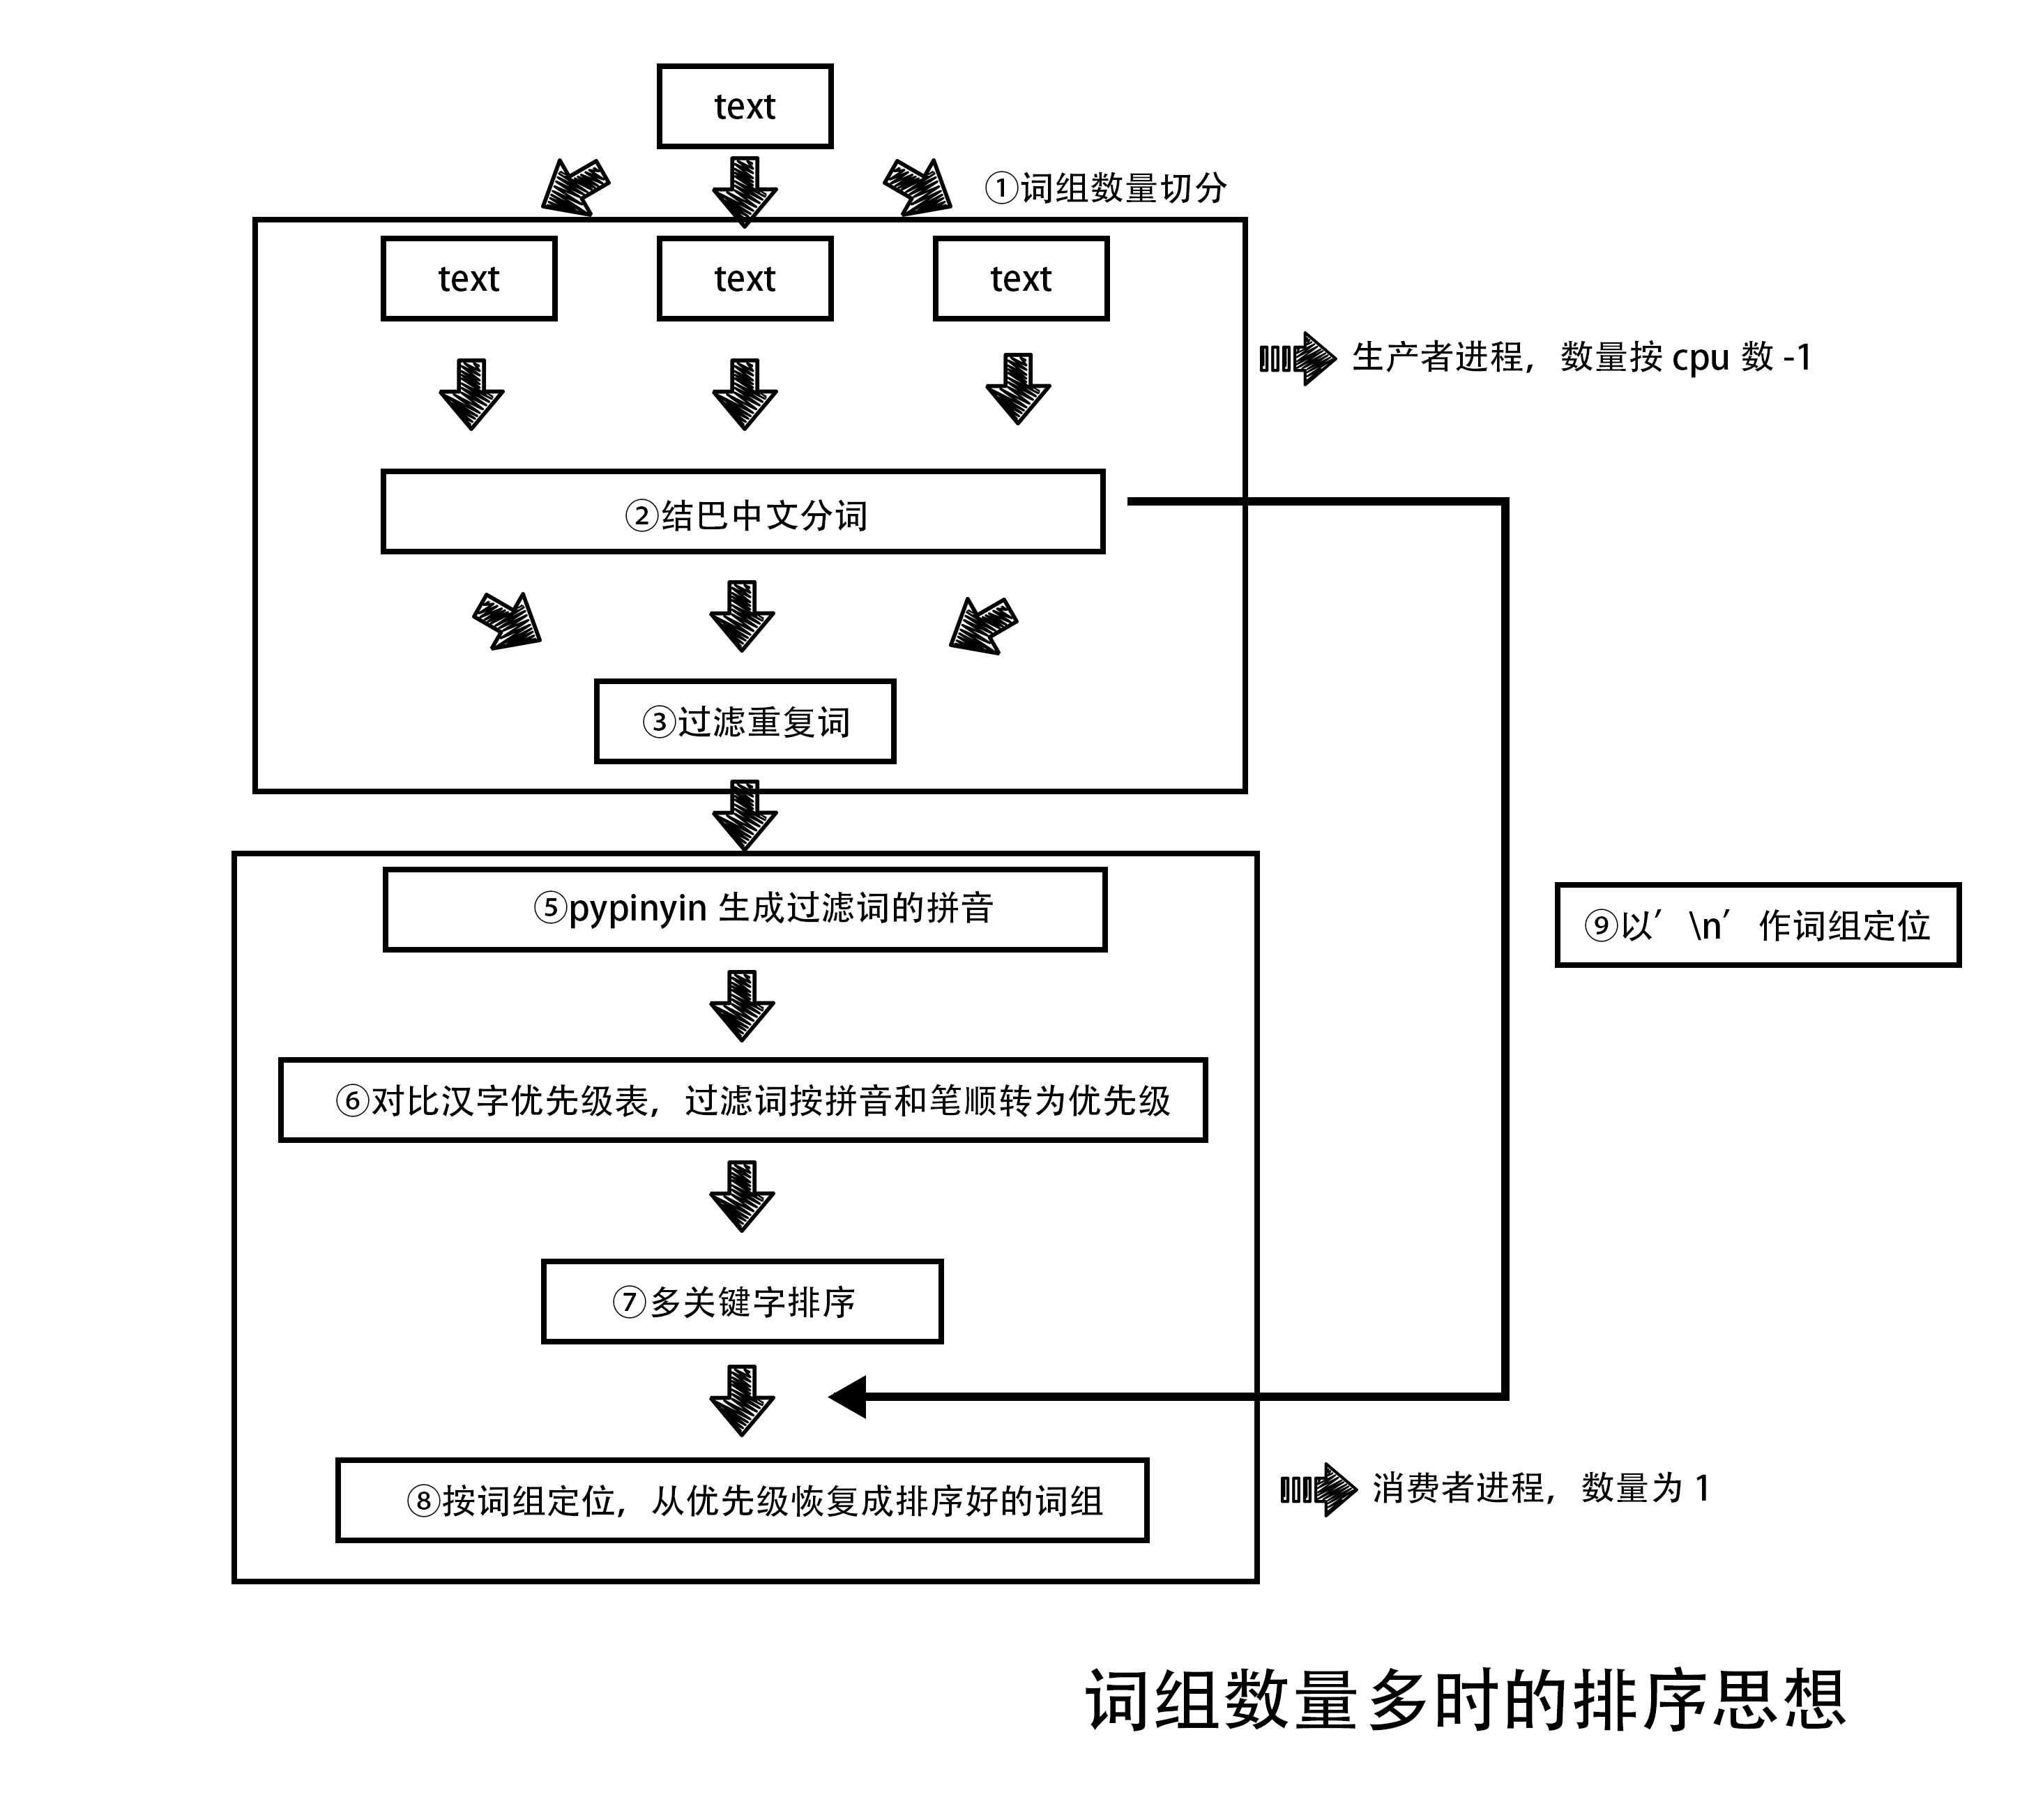 text
①词组数量切分
text
text
text
生产者进程，数量按 cpu 数 -1
②结巴中文分词
③过滤重复词
⑤pypinyin 生成过滤词的拼音
⑨以’\n’作词组定位
⑥对比汉字优先级表，过滤词按拼音和笔顺转为优先级
⑦多关键字排序
⑧按词组定位，从优先级恢复成排序好的词组
消费者进程，数量为 1
词组数量多时的排序思想